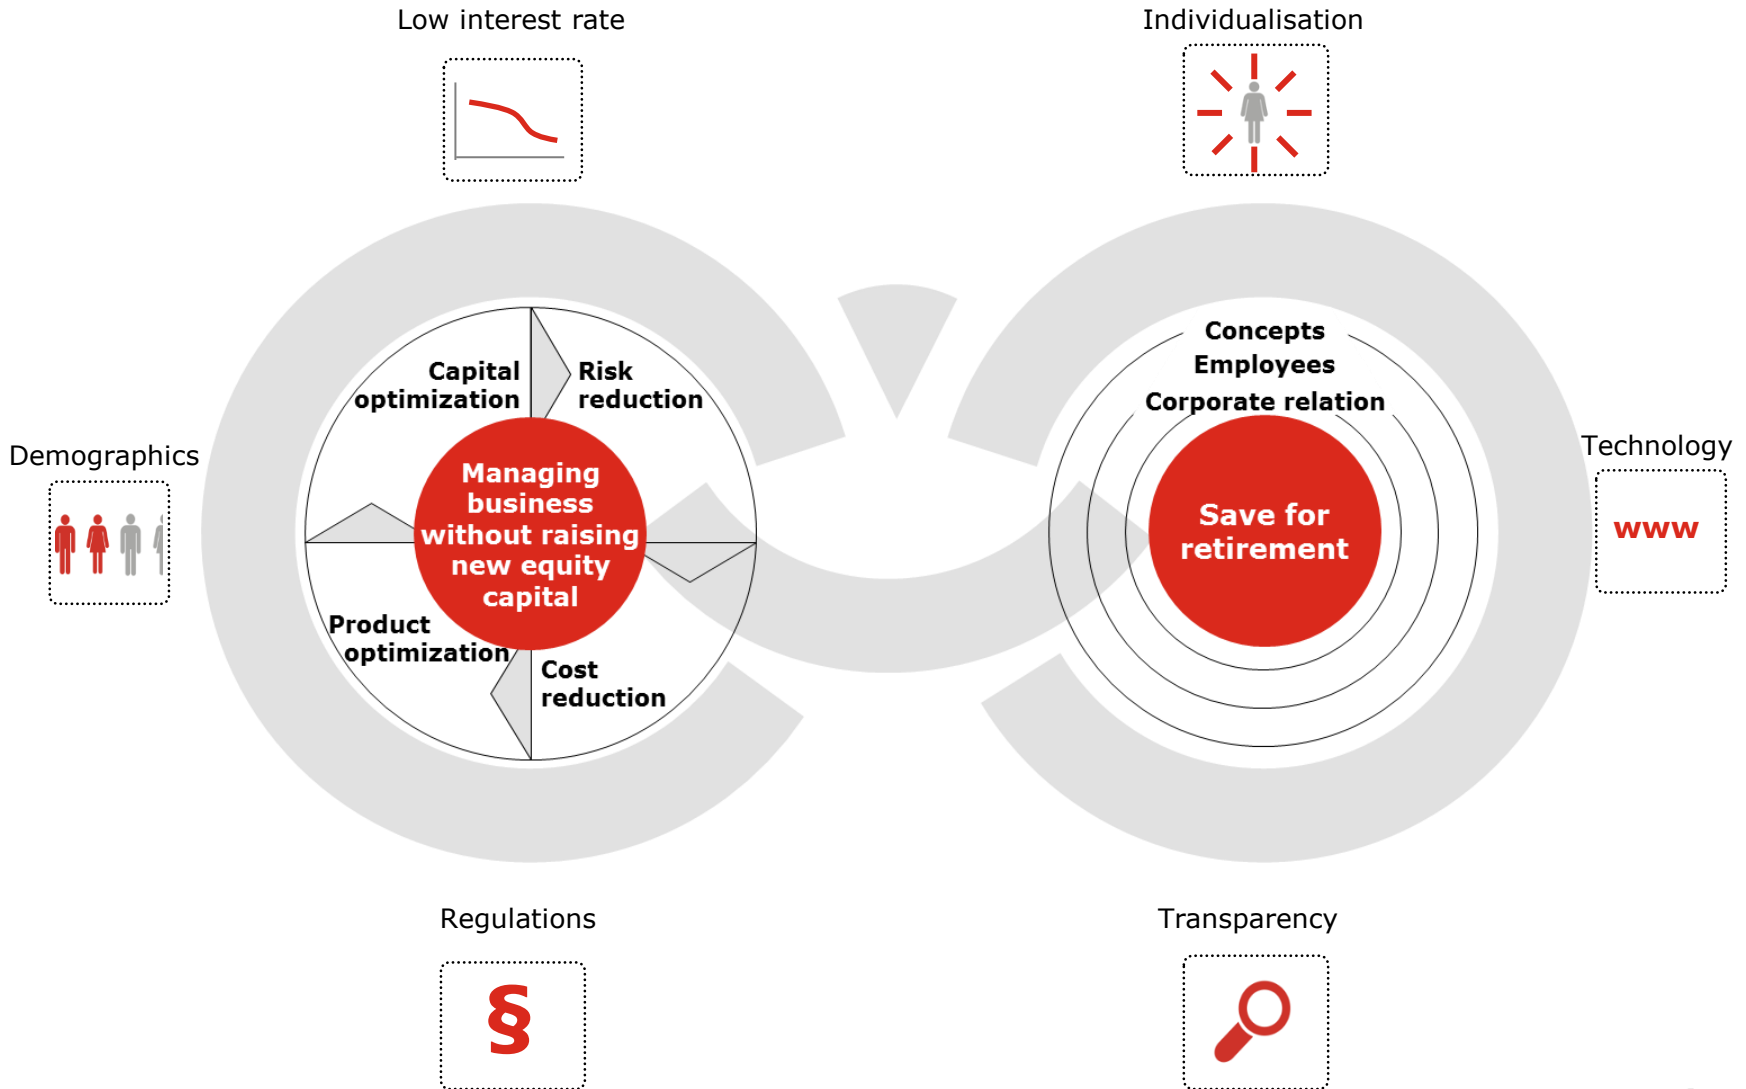 Low interest rate
Individualisation
Concepts
Employees
Corporate relation
Capital
optimization
Risk
reduction
Demographics
Technology
Managing
business
without raising
new equity
capital
Save for
retirement
www
Product
optimization
Cost
reduction
Regulations
Transparency
§